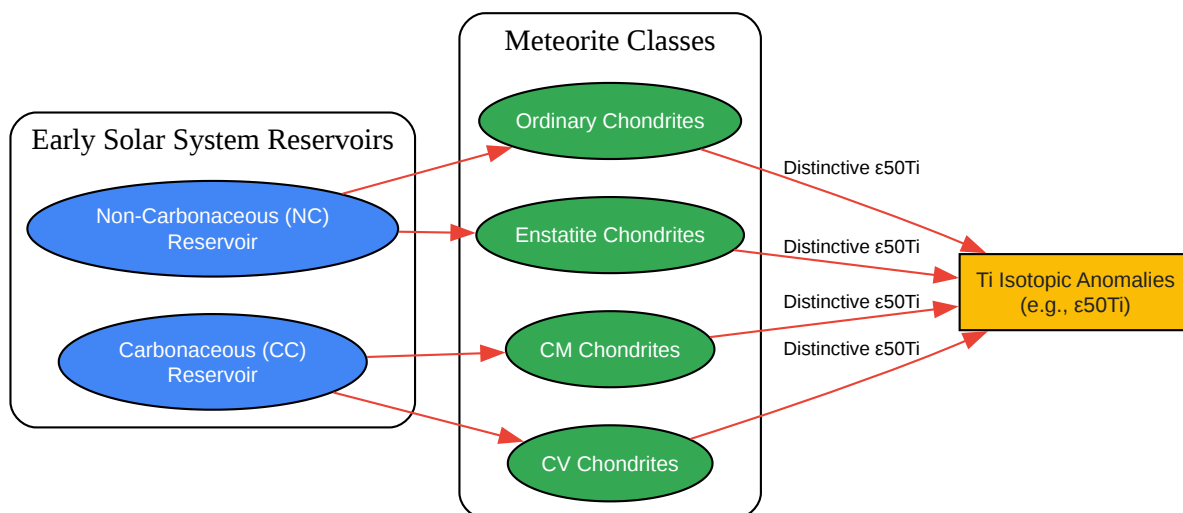 Early Solar System Reservoirs
Non-Carbonaceous (NC)
Reservoir
Carbonaceous (CC)
Reservoir
Meteorite Classes
Ordinary Chondrites
Enstatite Chondrites
CM Chondrites
CV Chondrites
Distinctive ε50Ti
Distinctive ε50Ti
Distinctive ε50Ti
Distinctive ε50Ti
Ti Isotopic Anomalies
(e.g., ε50Ti)